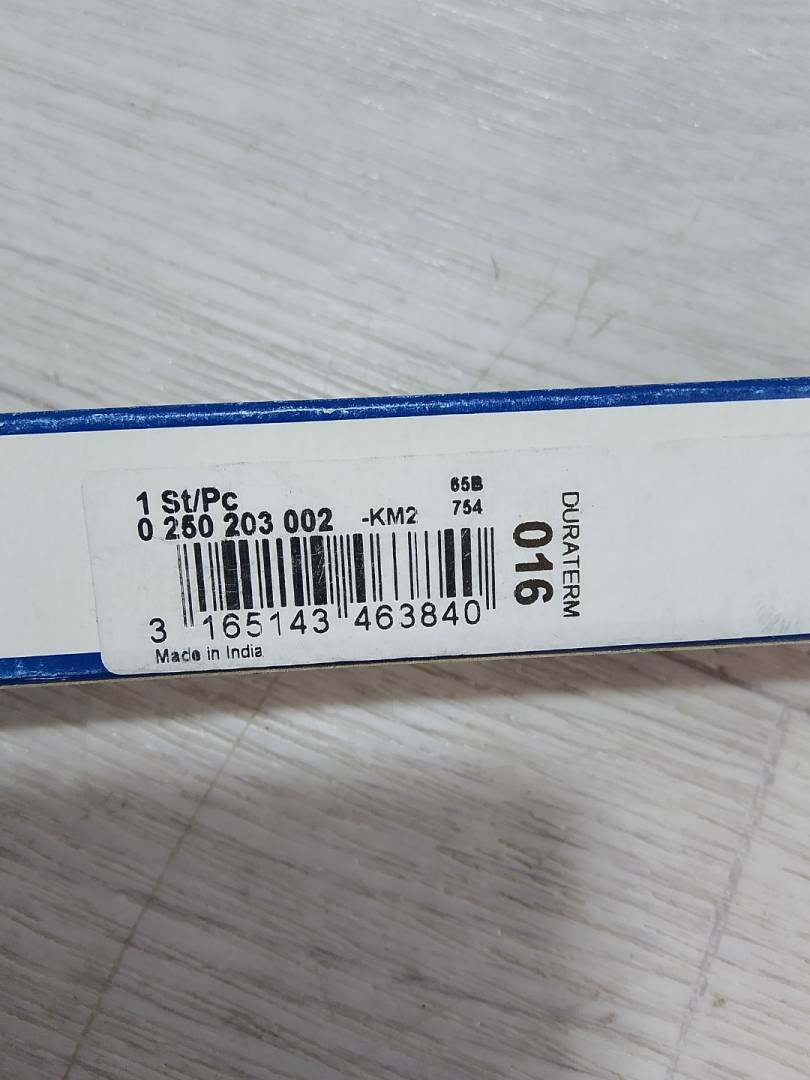 1 St/Pc
0 250 203 002 -KM2
65B
754
3 165143 463840
Made in India
016
DURATERM